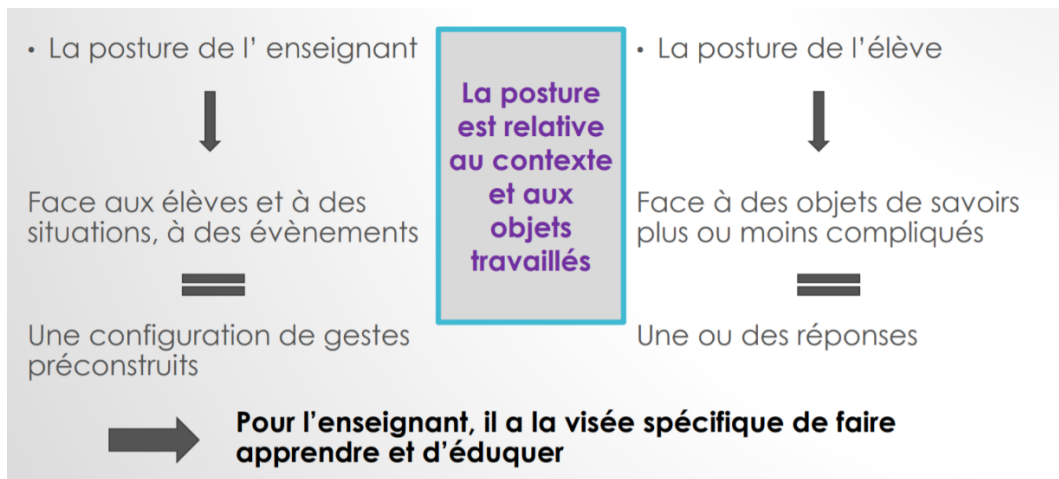 • La posture de l’ enseignant
Face aux élèves et à des
situations, à des évènements
Une configuration de gestes
préconstruits
La posture
est relative
au contexte
et aux
objets
travaillés
• La posture de l’élève
Face à des objets de savoirs
plus ou moins compliqués
Une ou des réponses
Pour l’enseignant, il a la visée spécifique de faire
apprendre et d’éduquer